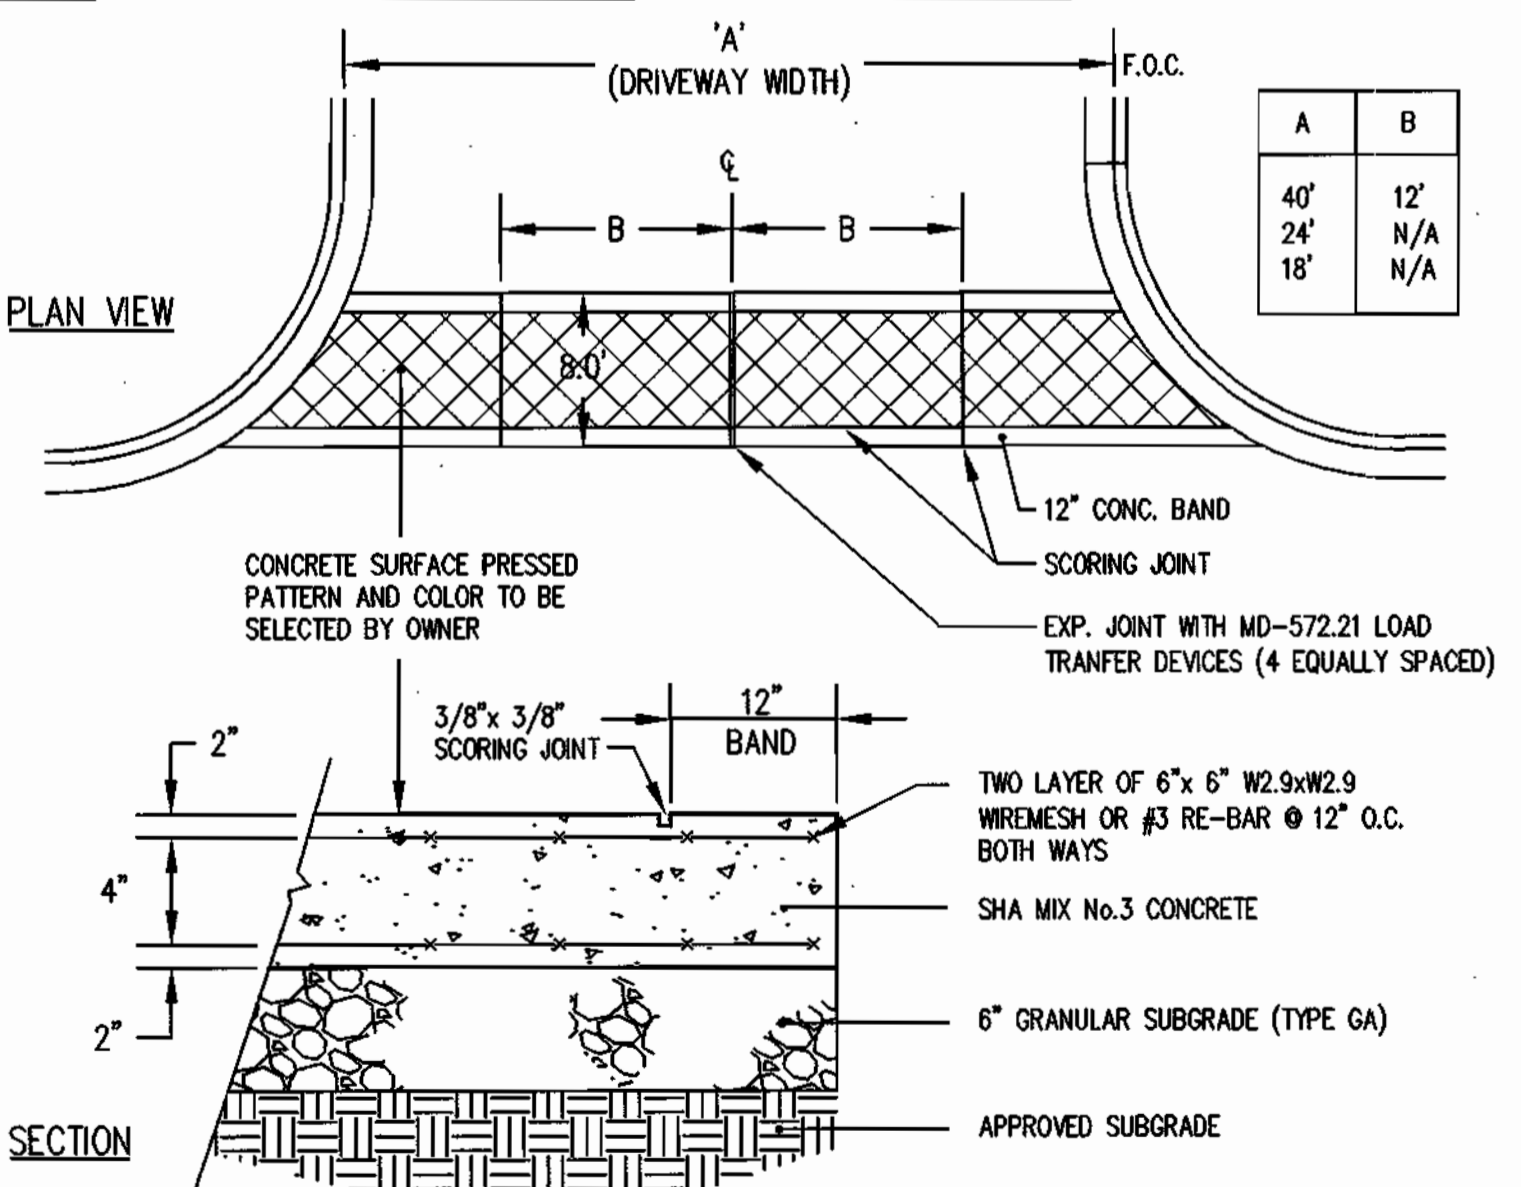 'A'
(DRIVEWAY WIDTH)
F.O.C.
A B
40' 12'
24' N/A
18' N/A
℄
B
B
PLAN VIEW
8.0'
12" CONC. BAND
SCORING JOINT
CONCRETE SURFACE PRESSED
PATTERN AND COLOR TO BE
SELECTED BY OWNER
EXP. JOINT WITH MD-572.21 LOAD
TRANFER DEVICES (4 EQUALLY SPACED)
3/8"x 3/8"
SCORING JOINT
12"
BAND
2"
TWO LAYER OF 6"x 6" W2.9xW2.9
WIREMESH OR #3 RE-BAR @ 12" O.C.
BOTH WAYS
4"
SHA MIX No.3 CONCRETE
2"
6" GRANULAR SUBGRADE (TYPE GA)
SECTION
APPROVED SUBGRADE